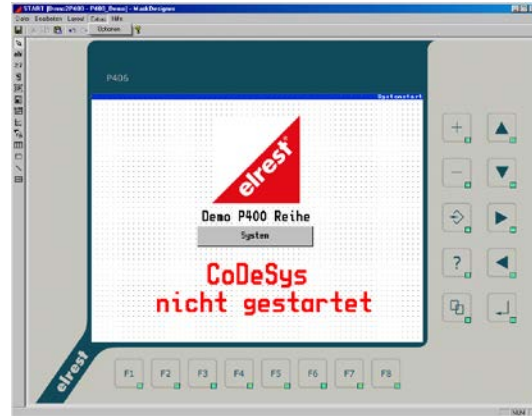 START [Demo2P400 - P400_Demo] - MaskDesigner
Datei Bearbeiten Layout Extras Hilfe
Optionen
P406
Systemstart
elrest
Demo P400 Reihe
System
CoDeSys
nicht gestartet
+
-
?
elrest
F1 F2 F3 F4 F5 F6 F7 F8
NUM